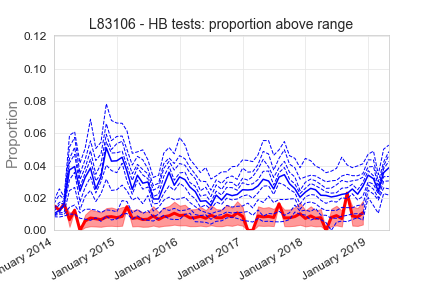 L83106 - HB tests: proportion above range
0.12
0.10
0.08
0.06
0.04
0.02
0.00
Proportion
nuary 2014
January 2015
January 2016
January 2017
January 2018
January 2019